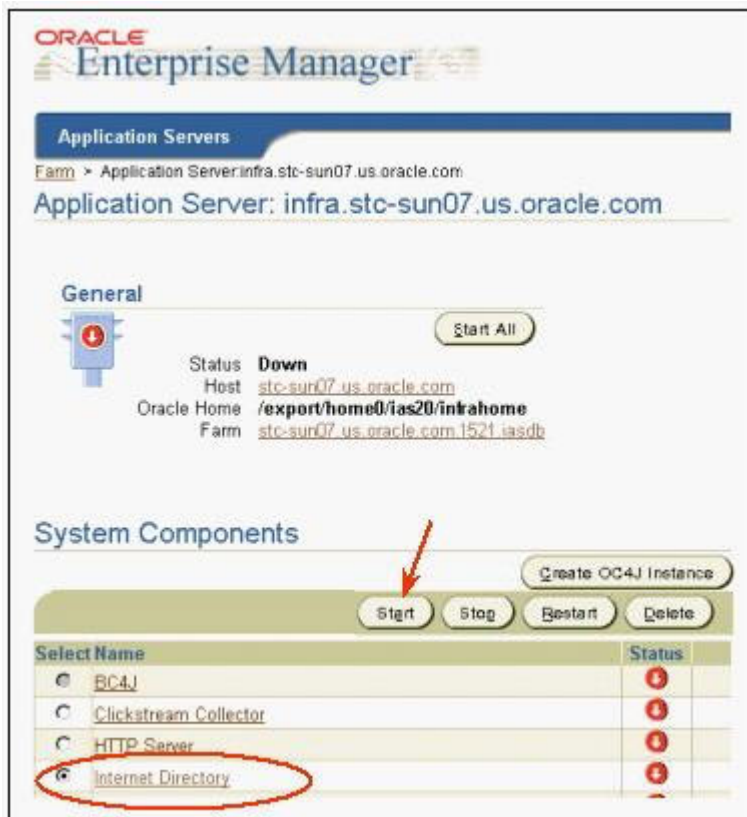 ORACLE
Enterprise Manager
Application Servers
Farm > Application Server:infra.stc-sun07.us.oracle.com
Application Server: infra.stc-sun07.us.oracle.com
General
Start All
Status Down
Host stc-sun07.us.oracle.com
Oracle Home /export/home0/ias20/infrahome
Farm stc-sun07.us.oracle.com.1521.iasdb
System Components
Create OC4J Instance
Start Stop Restart Delete
Select Name Status
BC4J
Clickstream Collector
HTTP Server
Internet Directory